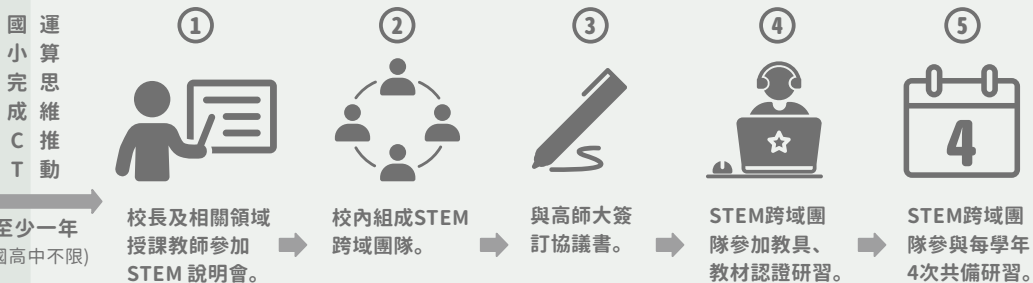 國小完成CT
運算思維推動
至少一年
國高中不限)
①
校長及相關領域
授課教師參加
STEM 說明會。
②
校內組成STEM
跨域團隊。
③
與高師大簽
訂協議書。
④
STEM跨域團
隊參加教具、
教材認證研習。
⑤
4
STEM跨域團
隊參與每學年
4次共備研習。